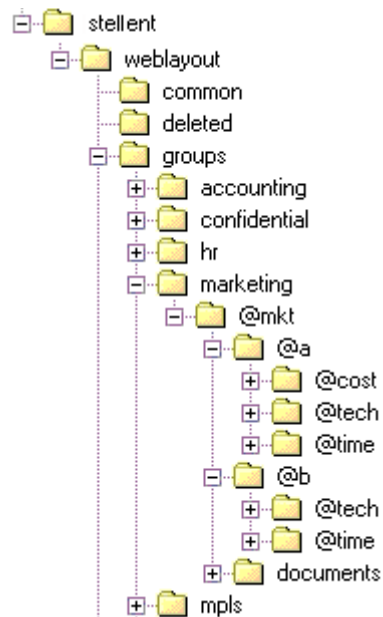 stellent
weblayout
common
deleted
groups
accounting
confidential
hr
marketing
@mkt
@a
@cost
@tech
@time
@b
@tech
@time
documents
mpls